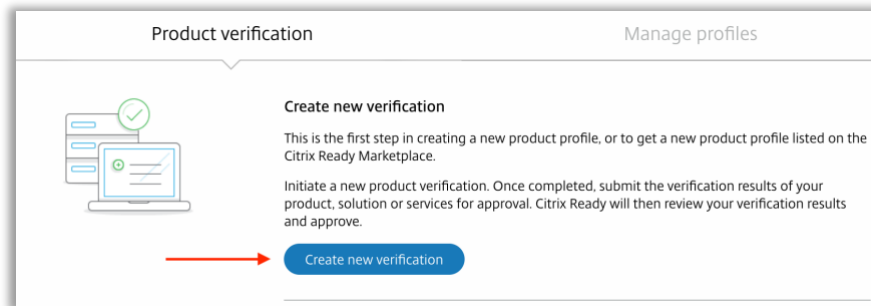 Product verification
Manage profiles
Create new verification
This is the first step in creating a new product profile, or to get a new product profile listed on the
Citrix Ready Marketplace.
Initiate a new product verification. Once completed, submit the verification results of your
product, solution or services for approval. Citrix Ready will then review your verification results
and approve.
Create new verification